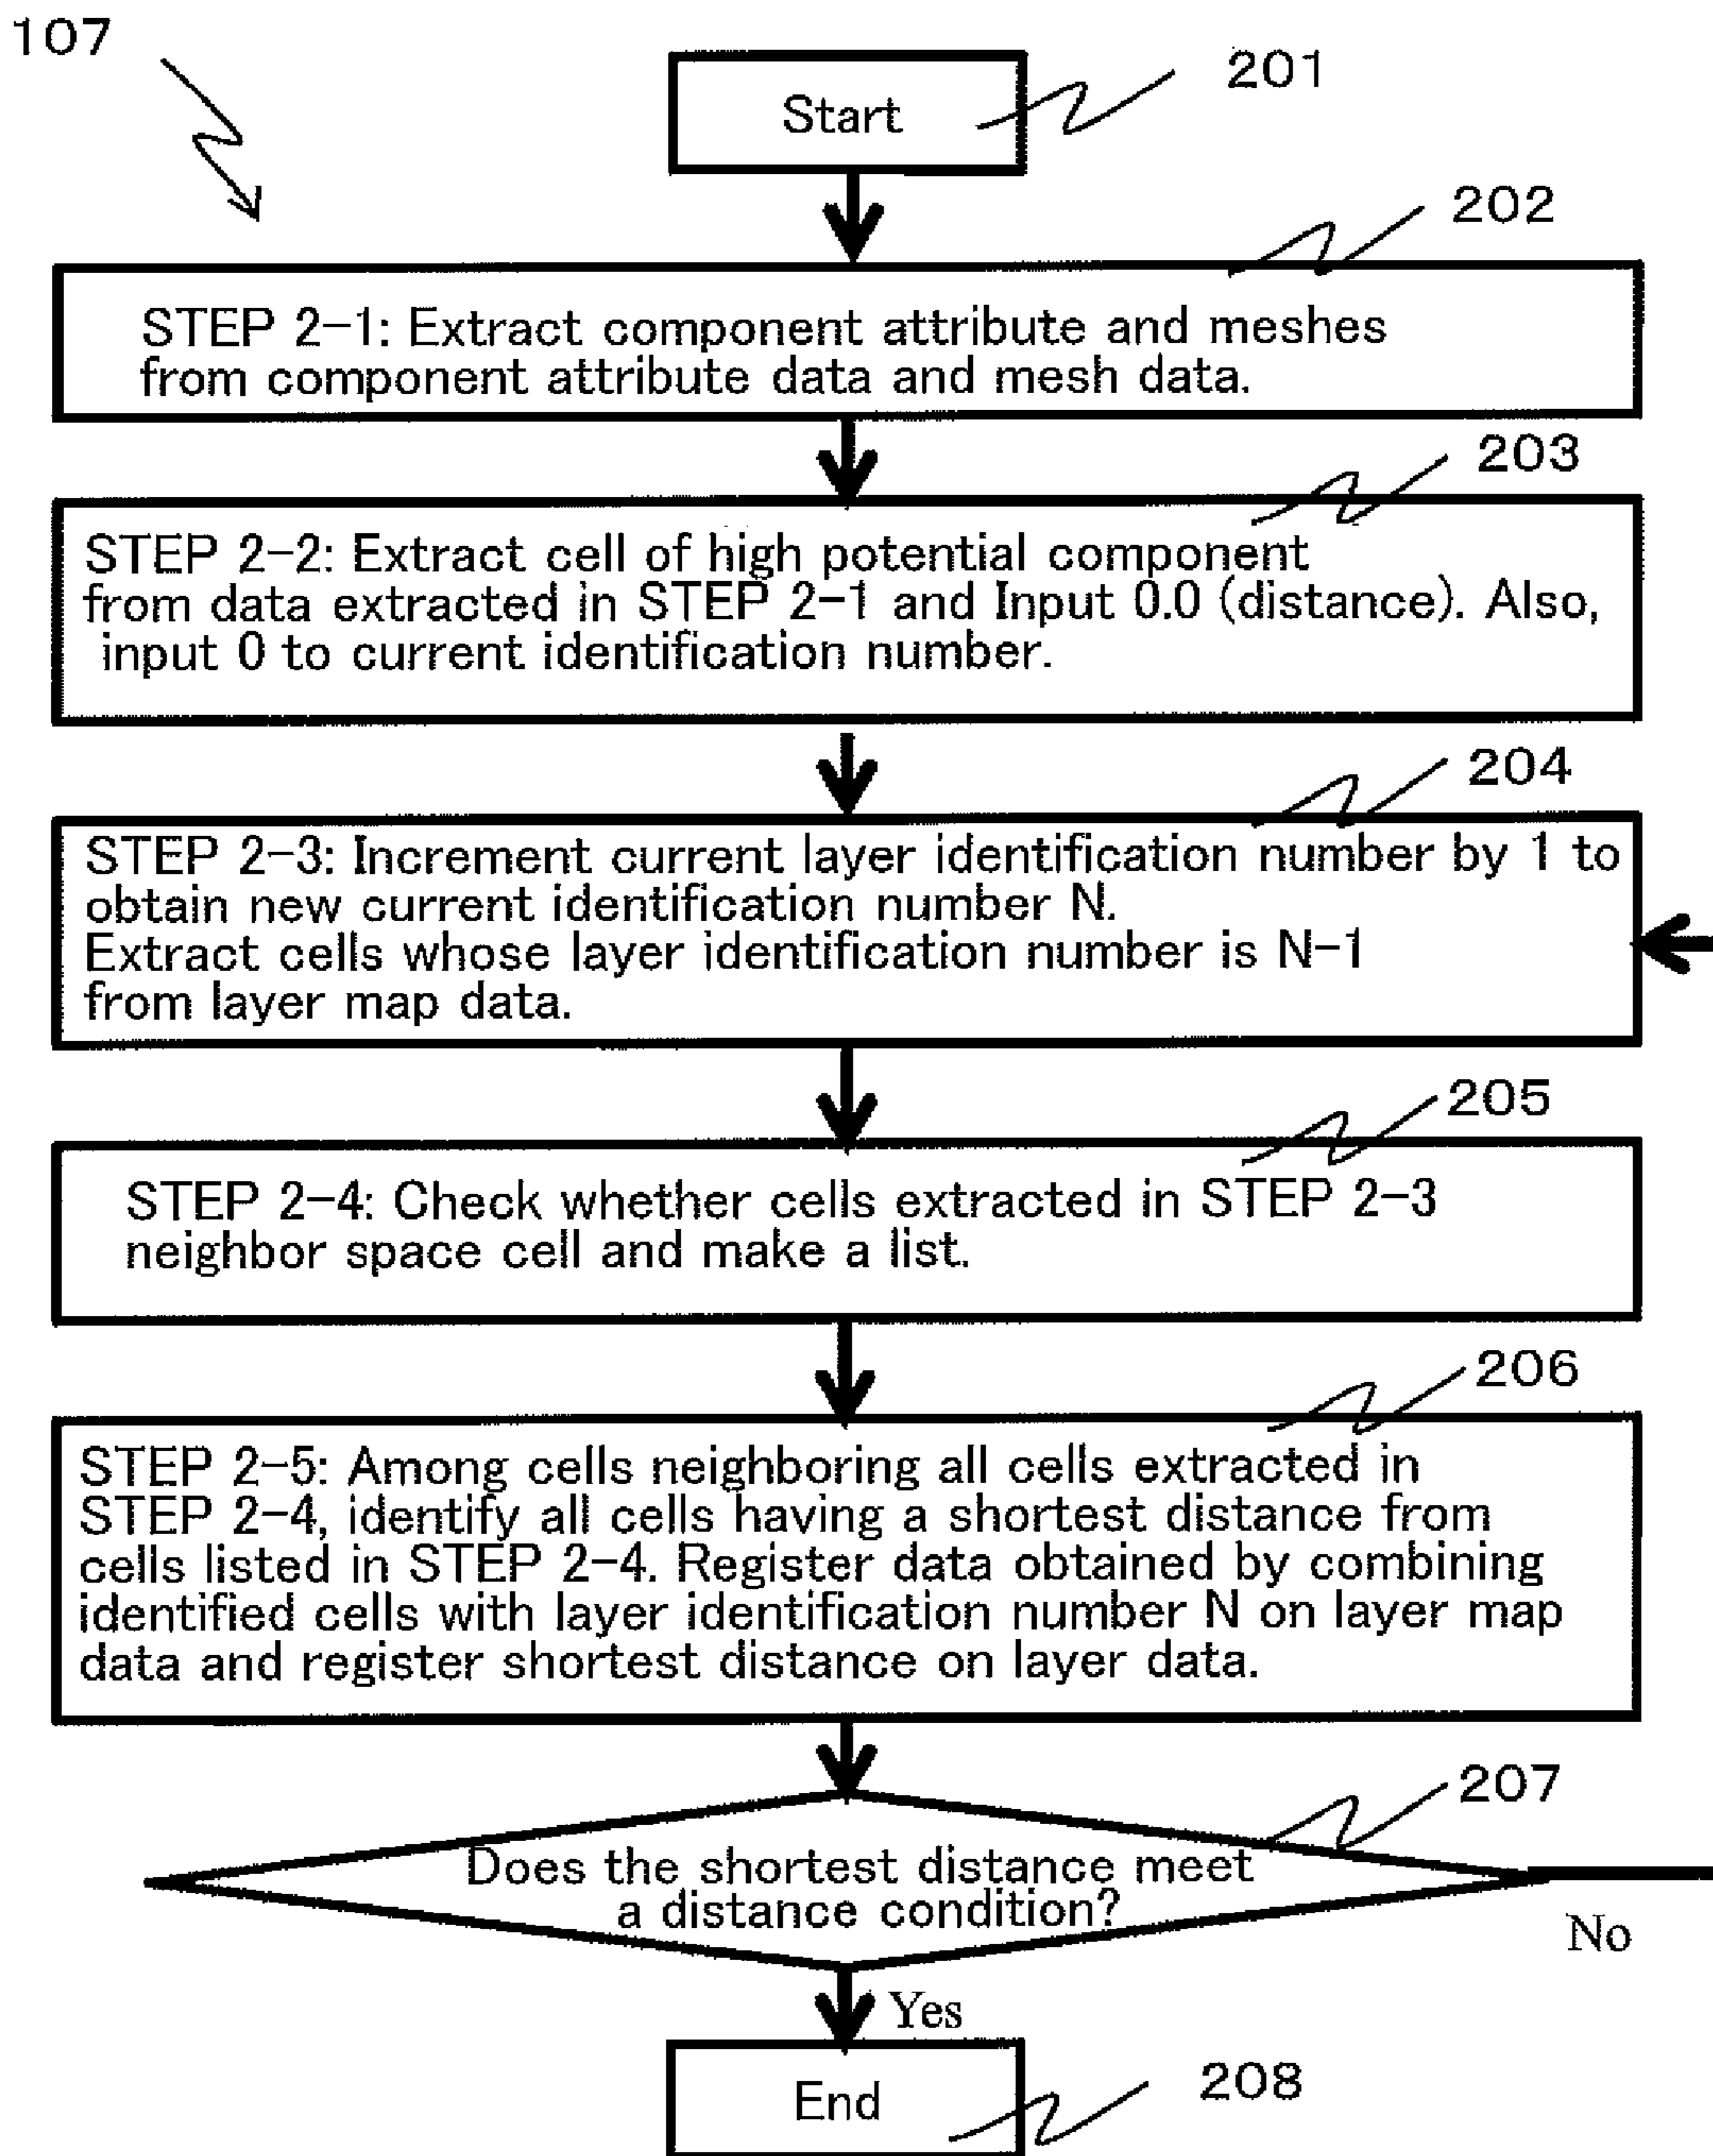 107
Start
201
202
STEP 2-1: Extract component attribute and meshes
from component attribute data and mesh data.
203
STEP 2-2: Extract cell of high potential component
from data extracted in STEP 2-1 and Input 0.0 (distance). Also,
input 0 to current identification number.
204
STEP 2-3: Increment current layer identification number by 1 to
obtain new current identification number N.
Extract cells whose layer identification number is N-1
from layer map data.
205
STEP 2-4: Check whether cells extracted in STEP 2-3
neighbor space cell and make a list.
206
STEP 2-5: Among cells neighboring all cells extracted in
STEP 2-4, identify all cells having a shortest distance from
cells listed in STEP 2-4. Register data obtained by combining
identified cells with layer identification number N on layer map
data and register shortest distance on layer data.
207
Does the shortest distance meet
a distance condition?
No
Yes
End
208